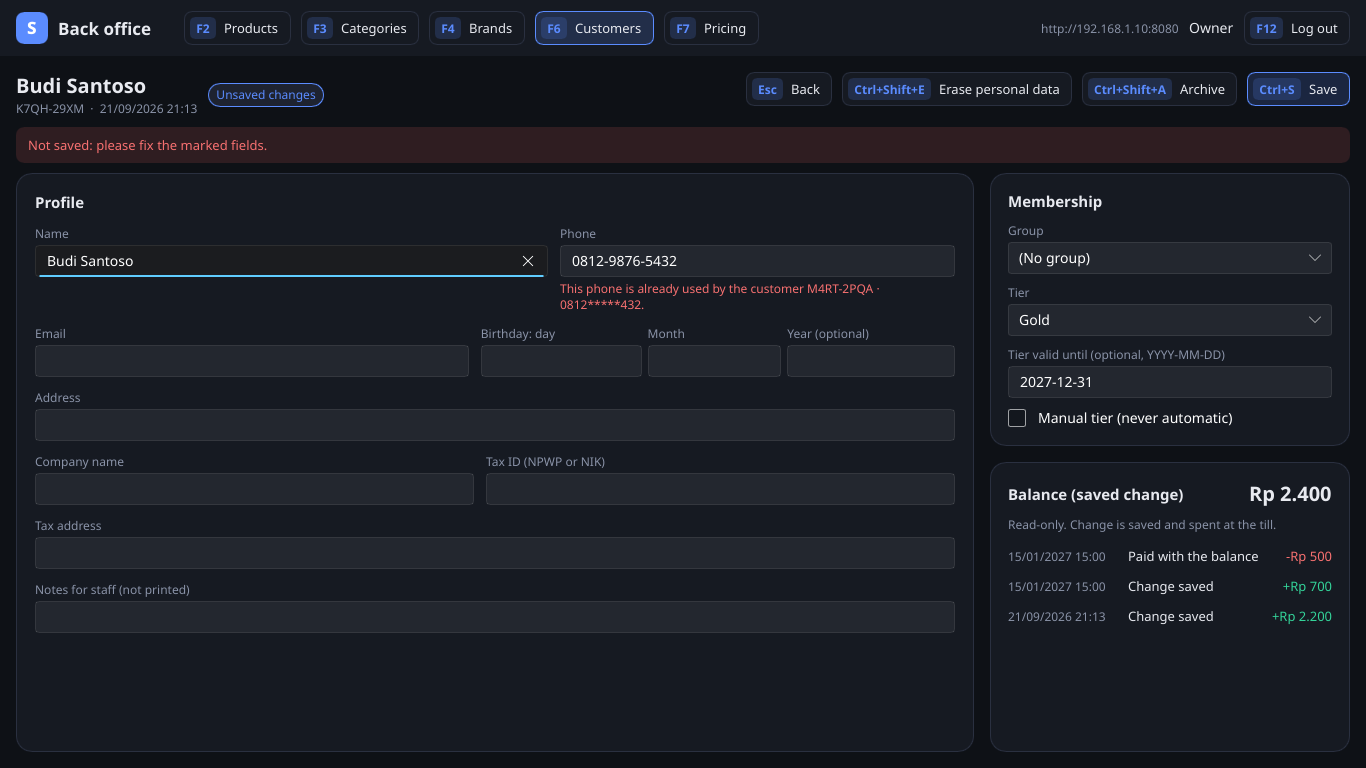 S Back office F2 Products F3 Categories F4 Brands F6 Customers F7 Pricing http://192.168.1.10:8080 Owner F12 Log out
Budi Santoso
K7QH-29XM · 21/09/2026 21:13
Unsaved changes
Esc Back Ctrl+Shift+E Erase personal data Ctrl+Shift+A Archive Ctrl+S Save
Not saved: please fix the marked fields.
Profile
Name
Budi Santoso
Phone
0812-9876-5432
This phone is already used by the customer M4RT-2PQA ·
0812*****432.
Email
Birthday: day
Month
Year (optional)
Address
Company name
Tax ID (NPWP or NIK)
Tax address
Notes for staff (not printed)
Membership
Group
(No group)
Tier
Gold
Tier valid until (optional, YYYY-MM-DD)
2027-12-31
Manual tier (never automatic)
Balance (saved change) Rp 2.400
Read-only. Change is saved and spent at the till.
15/01/2027 15:00 Paid with the balance -Rp 500
15/01/2027 15:00 Change saved +Rp 700
21/09/2026 21:13 Change saved +Rp 2.200